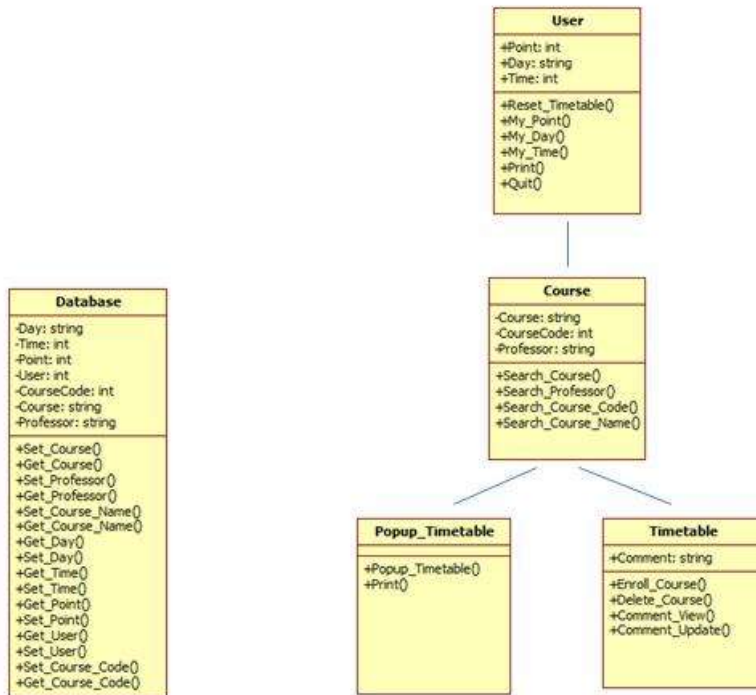 User
+Point: int
+Day: string
+Time: int
+Reset_Timetable()
+My_Point()
+My_Day()
+My_Time()
+Print()
+Quit()
Database
-Day: string
-Time: int
-Point: int
-User: int
-CourseCode: int
-Course: string
-Professor: string
+Set_Course()
+Get_Course()
+Set_Professor()
+Get_Professor()
+Set_Course_Name()
+Get_Course_Name()
+Get_Day()
+Set_Day()
+Get_Time()
+Set_Time()
+Get_Point()
+Set_Point()
+Get_User()
+Set_User()
+Set_Course_Code()
+Get_Course_Code()
Course
-Course: string
-CourseCode: int
-Professor: string
+Search_Course()
+Search_Professor()
+Search_Course_Code()
+Search_Course_Name()
Popup_Timetable
+Popup_Timetable()
+Print()
Timetable
+Comment: string
+Enroll_Course()
+Delete_Course()
+Comment_View()
+Comment_Update()